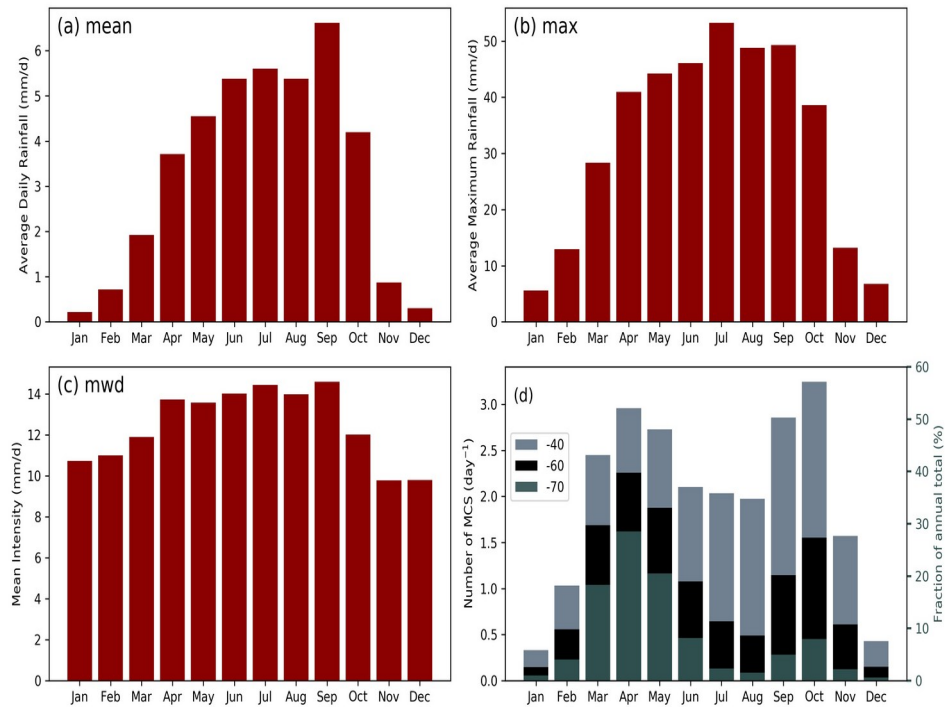 (a) mean
Average Daily Rainfall (mm/d)
6
5
4
3
2
1
0
Jan Feb Mar Apr May Jun Jul Aug Sep Oct Nov Dec
(b) max
Average Maximum Rainfall (mm/d)
50
40
30
20
10
0
Jan Feb Mar Apr May Jun Jul Aug Sep Oct Nov Dec
(c) mwd
Mean Intensity (mm/d)
14
12
10
8
6
4
2
0
Jan Feb Mar Apr May Jun Jul Aug Sep Oct Nov Dec
(d)
Number of MCS (day⁻¹)
3.0
2.5
2.0
1.5
1.0
0.5
0.0
-40
-60
-70
Jan Feb Mar Apr May Jun Jul Aug Sep Oct Nov Dec
60
50
40
30
20
10
0
Fraction of annual total (%)